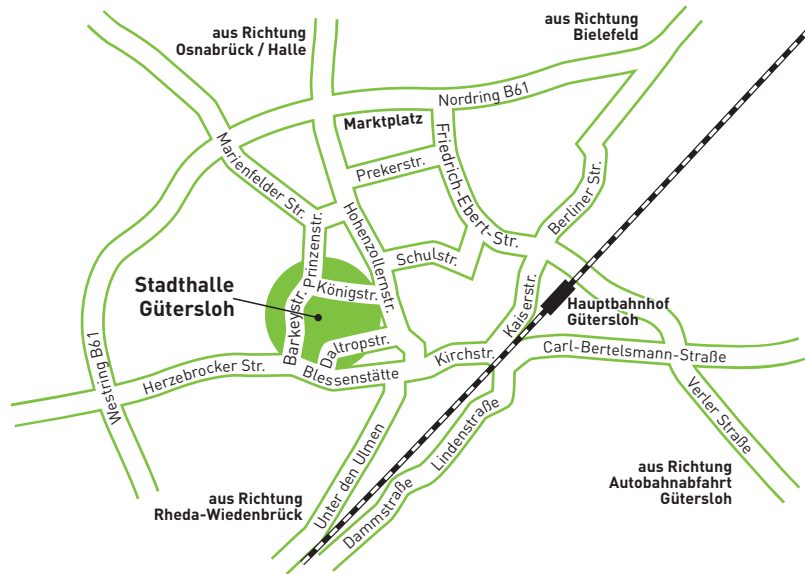 aus Richtung
Osnabrück / Halle
aus Richtung
Bielefeld
Nordring B61
Marktplatz
Marienfelder Str.
Prekerstr.
Friedrich-Ebert-Str.
Berliner Str.
Prinzenstr.
Hohenzollernstr.
Schulstr.
Stadthalle
Gütersloh
Königstr.
Kaiserstr.
Hauptbahnhof
Gütersloh
Barkeystr.
Daltropstr.
Westring B61
Herzebrocker Str.
Blessenstätte
Kirchstr.
Carl-Bertelsmann-Straße
Verler Straße
Unter den Ulmen
Lindenstraße
Dammstraße
aus Richtung
Rheda-Wiedenbrück
aus Richtung
Autobahnabfahrt
Gütersloh